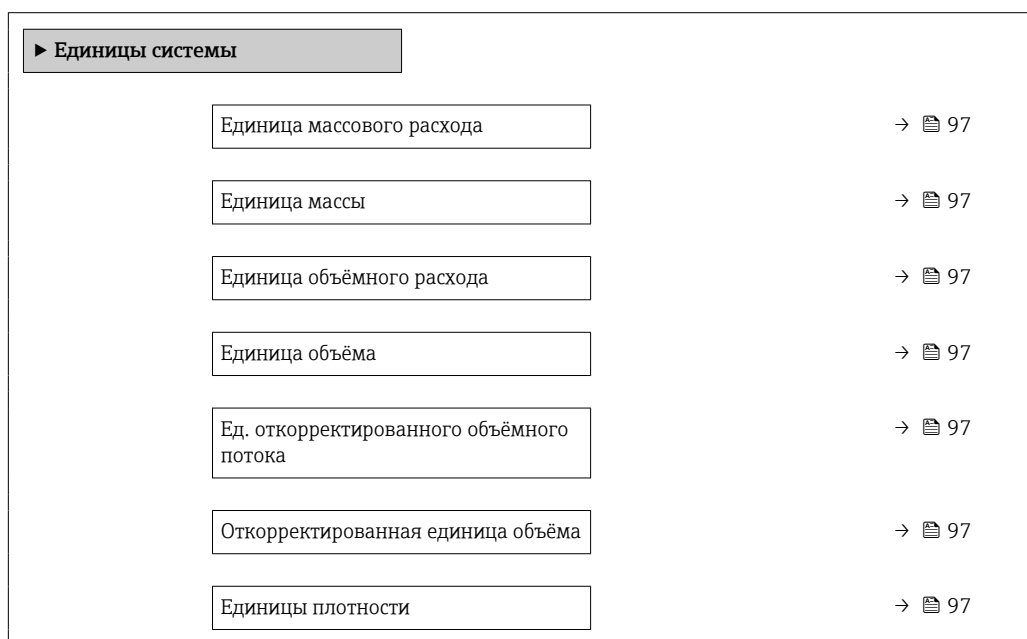 ► Единицы системы
Единица массового расхода → 97
Единица массы → 97
Единица объёмного расхода → 97
Единица объёма → 97
Ед. откорректированного объёмного → 97
потока
Откорректированная единица объёма → 97
Единицы плотности → 97